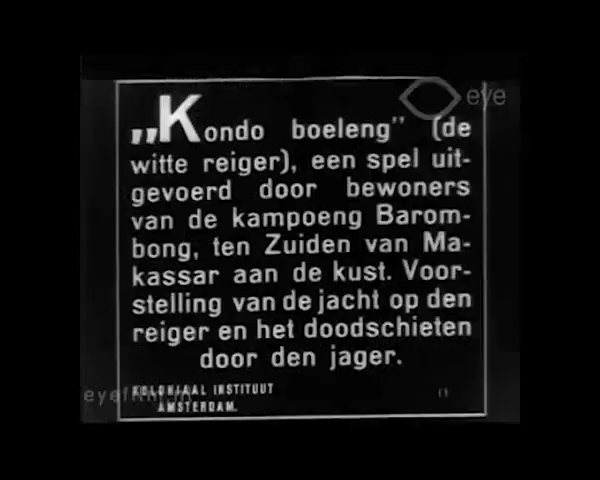 eye
„Kondo boeleng” (de
witte reiger), een spel uit-
gevoerd door bewoners
van de kampoeng Barom-
bong, ten Zuiden van Ma-
kassar aan de kust. Voor-
stelling van de jacht op den
reiger en het doodschieten
door den jager.
KOLONIAAL INSTITUUT
AMSTERDAM.